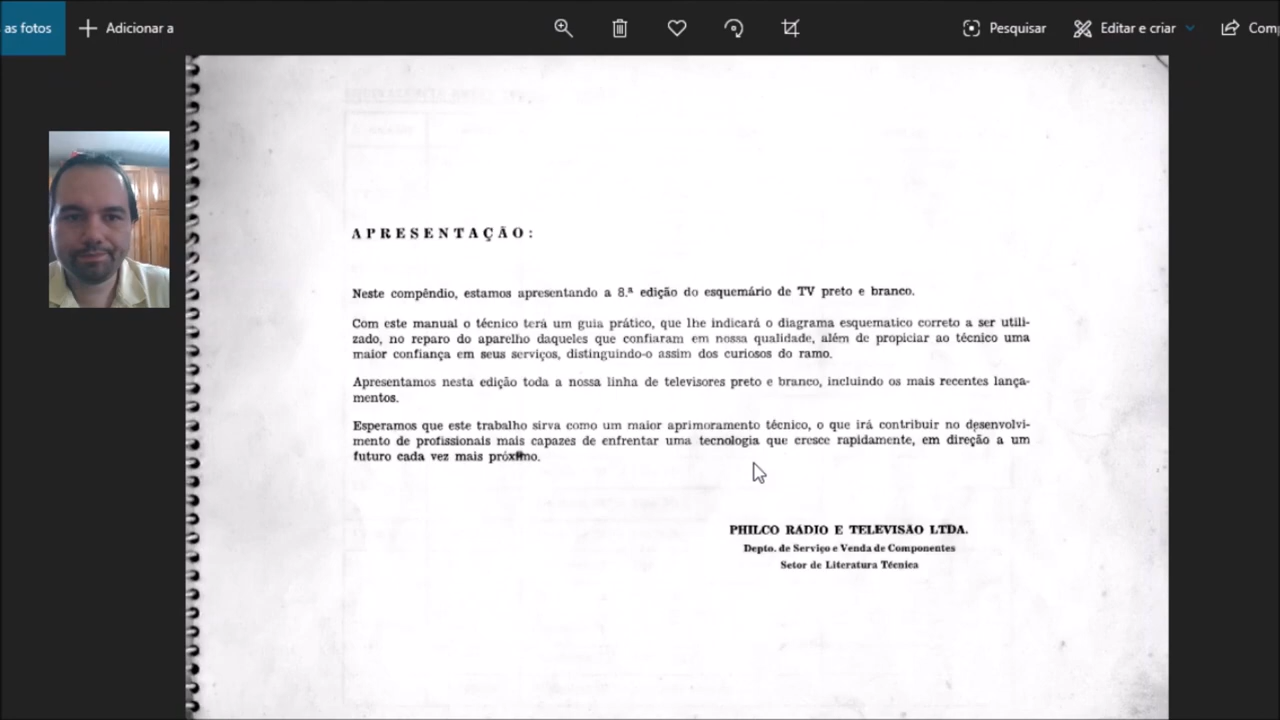 as fotos
Adicionar a
Pesquisar
Editar e criar
APRESENTAÇÃO:
Neste compêndio, estamos apresentando a 8.ª edição do esquemário de TV preto e branco.
Com este manual o técnico terá um guia prático, que lhe indicará o diagrama esquematico correto a ser utili-
zado, no reparo do aparelho daqueles que confiaram em nossa qualidade, além de propiciar ao técnico uma
maior confiança em seus serviços, distinguindo-o assim dos curiosos do ramo.
Apresentamos nesta edição toda a nossa linha de televisores preto e branco, incluindo os mais recentes lança-
mentos.
Esperamos que este trabalho sirva como um maior aprimoramento técnico, o que irá contribuir no desenvolvi-
mento de profissionais mais capazes de enfrentar uma tecnologia que cresce rapidamente, em direção a um
futuro cada vez mais próximo.
PHILCO RADIO E TELEVISÃO LTDA.
Depto. de Serviço e Venda de Componentes
Setor de Literatura Técnica